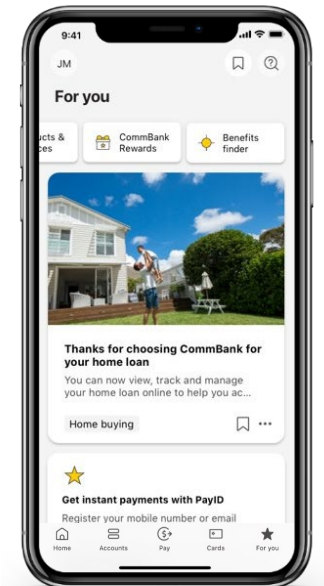 9:41
JM
For you
ucts &
ces
CommBank
Rewards
Benefits
finder
Thanks for choosing CommBank for
your home loan
You can now view, track and manage
your home loan online to help you ac...
Home buying
Get instant payments with PayID
Register your mobile number or email
Home
Accounts
Pay
Cards
For you